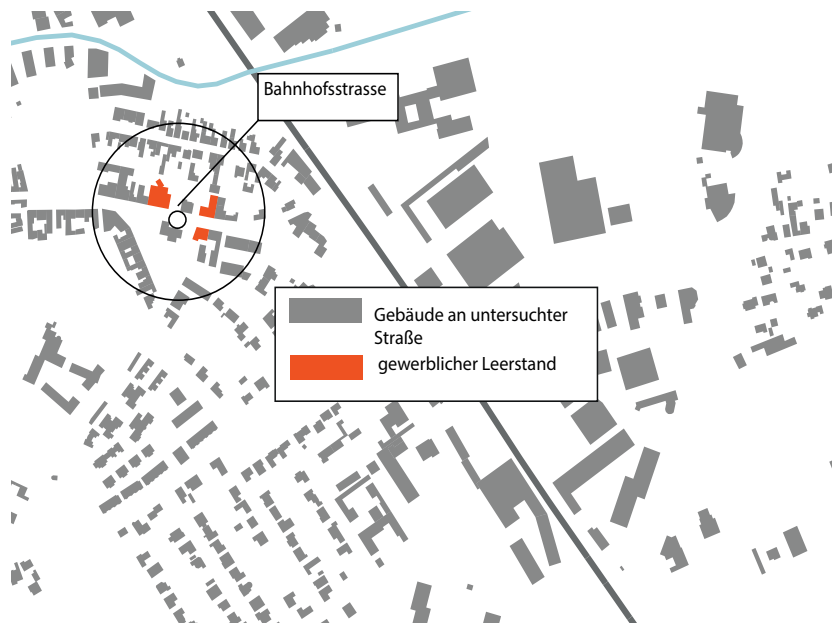 Bahnhofsstrasse
Gebäude an untersuchter
Straße
gewerblicher Leerstand